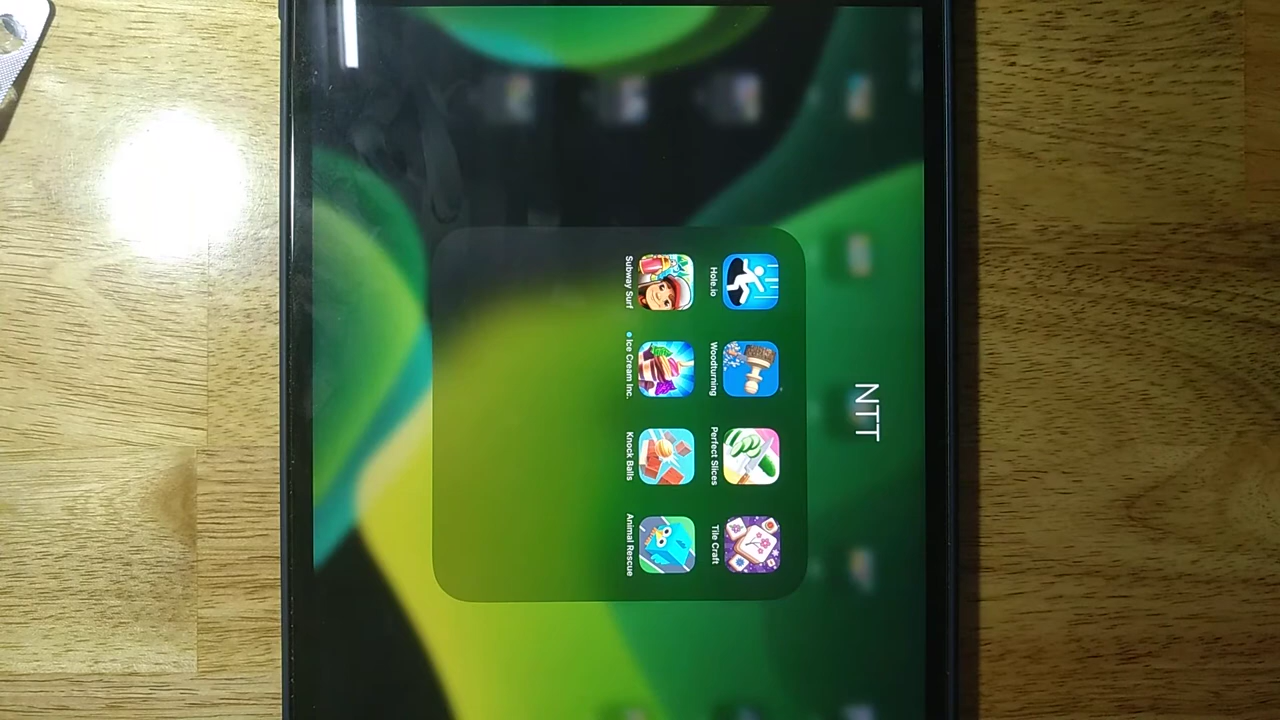 NTT
Hole.io Woodturning Perfect Slices Tile Craft
Subway Surf Ice Cream Inc. Knock Balls Animal Rescue